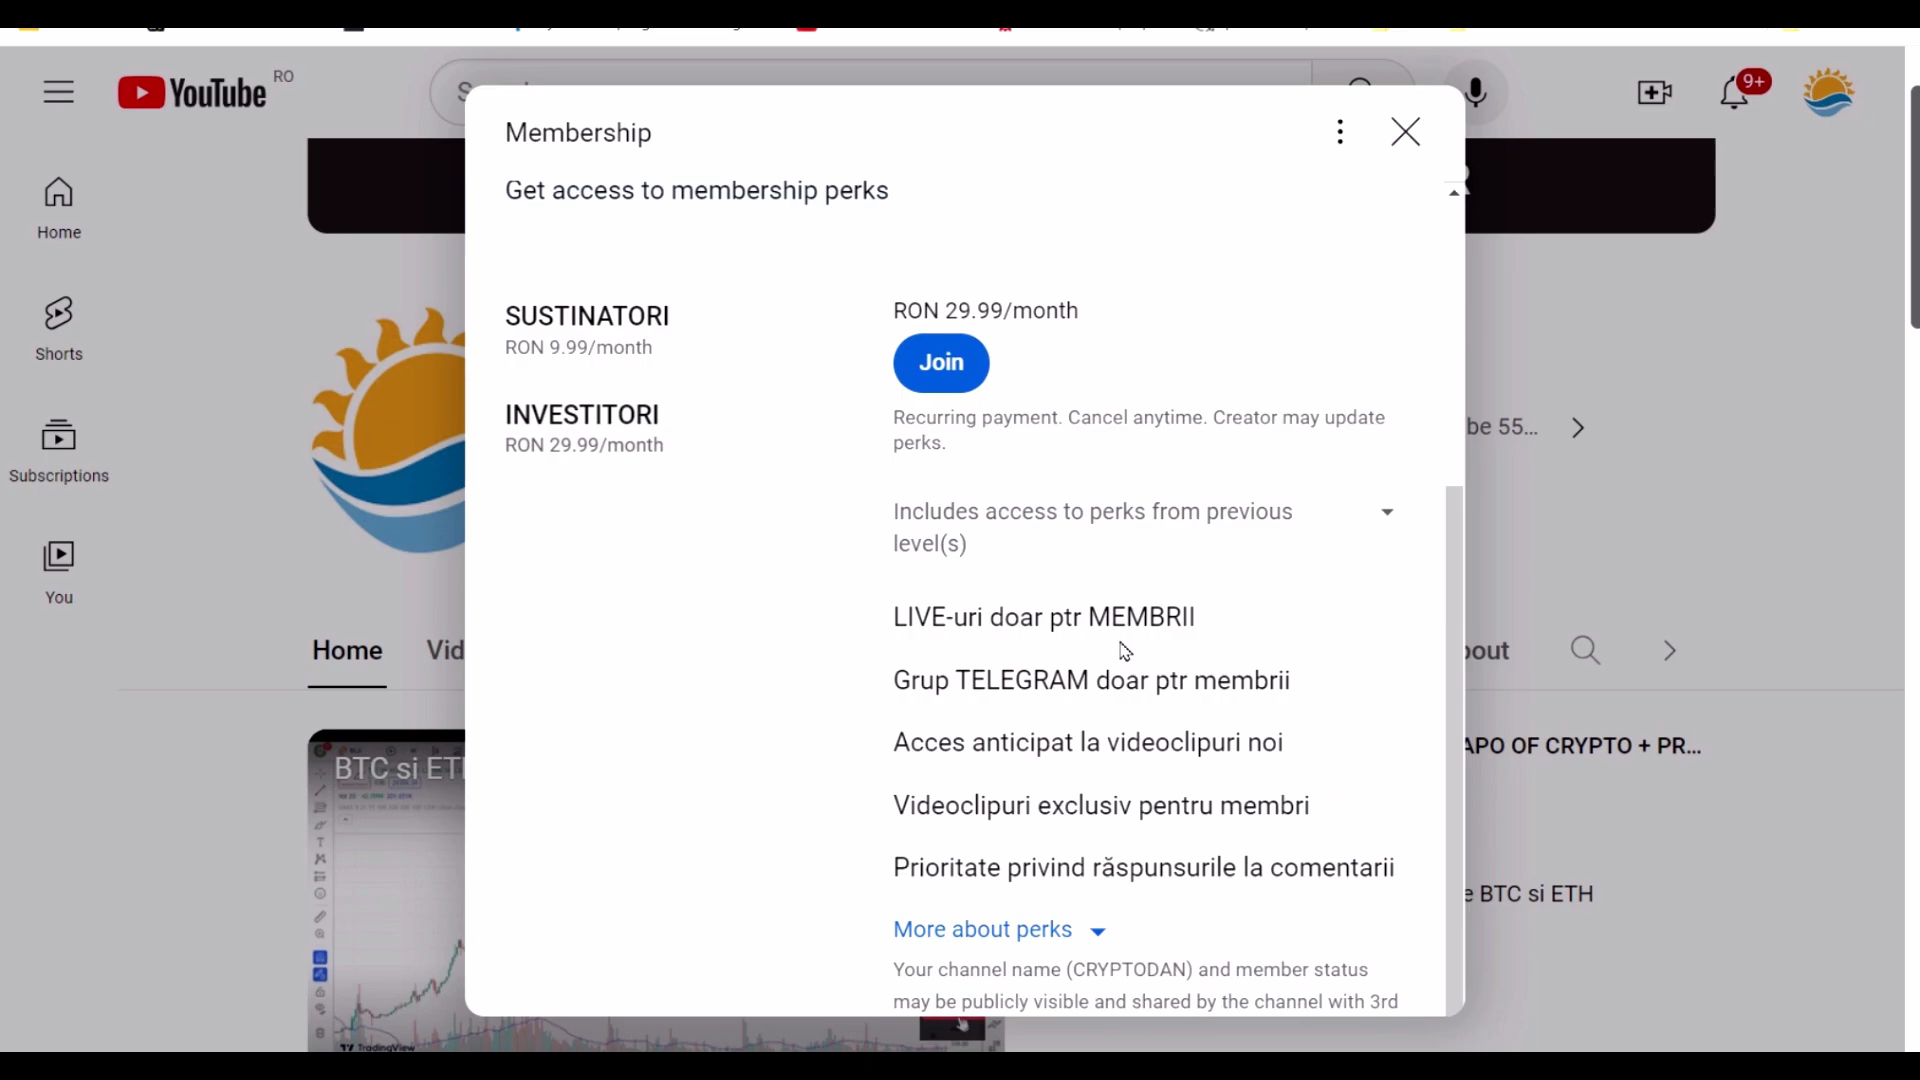 YouTube RO
9+
Membership
Get access to membership perks
Home
Shorts
Subscriptions
You
SUSTINATORI
RON 9.99/month
INVESTITORI
RON 29.99/month
RON 29.99/month
Join
Recurring payment. Cancel anytime. Creator may update
perks.
Includes access to perks from previous
level(s)
LIVE-uri doar ptr MEMBRII
Grup TELEGRAM doar ptr membrii
Acces anticipat la videoclipuri noi
Videoclipuri exclusiv pentru membri
Prioritate privind răspunsurile la comentarii
More about perks
Your channel name (CRYPTODAN) and member status
may be publicly visible and shared by the channel with 3rd
be 55...
Home
Vid
out
BTC si ET
APO OF CRYPTO + PR...
e BTC si ETH
TradingView